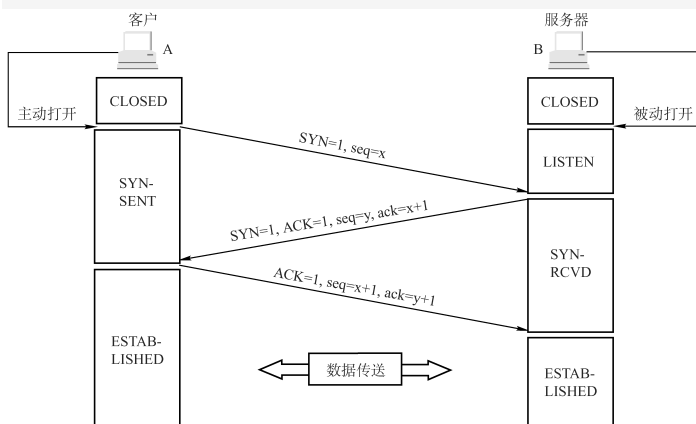 客户
服务器
A
B
CLOSED
CLOSED
主动打开
被动打开
SYN=1, seq=x
LISTEN
SYN-
SENT
SYN=1, ACK=1, seq=y, ack=x+1
SYN-
RCVD
ACK=1, seq=x+1, ack=y+1
ESTAB-
LISHED
数据传送
ESTAB-
LISHED